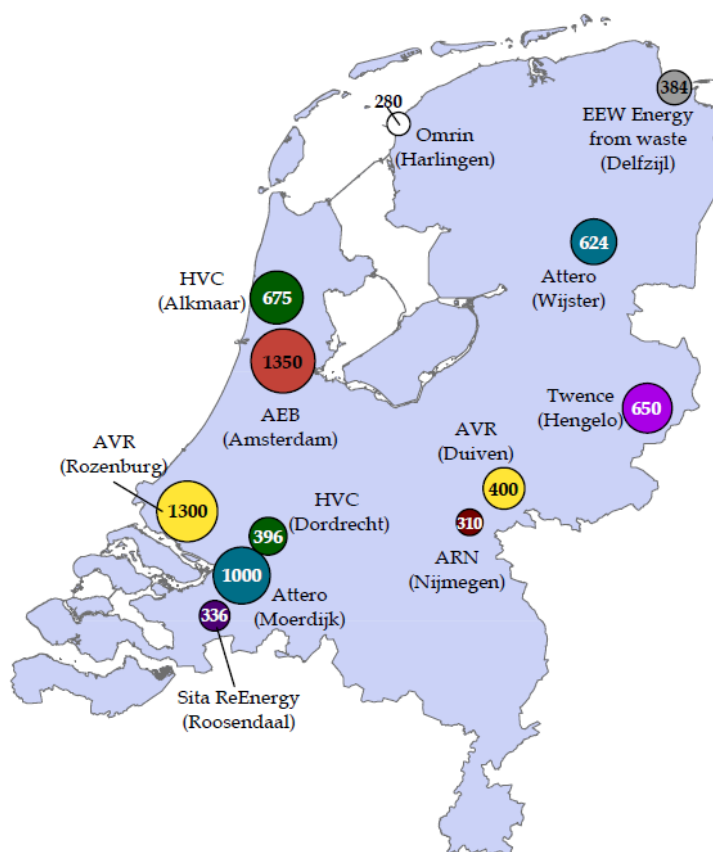 384
280
EEW Energy
from waste
(Delfzijl)
Omrin
(Harlingen)
624
Attero
(Wijster)
HVC
(Alkmaar)
675
1350
AEB
(Amsterdam)
Twence
(Hengelo)
650
AVR
(Duiven)
400
AVR
(Rozenburg)
1300
HVC
(Dordrecht)
396
310
ARN
(Nijmegen)
1000
Attero
(Moerdijk)
336
Sita ReEnergy
(Roosendaal)